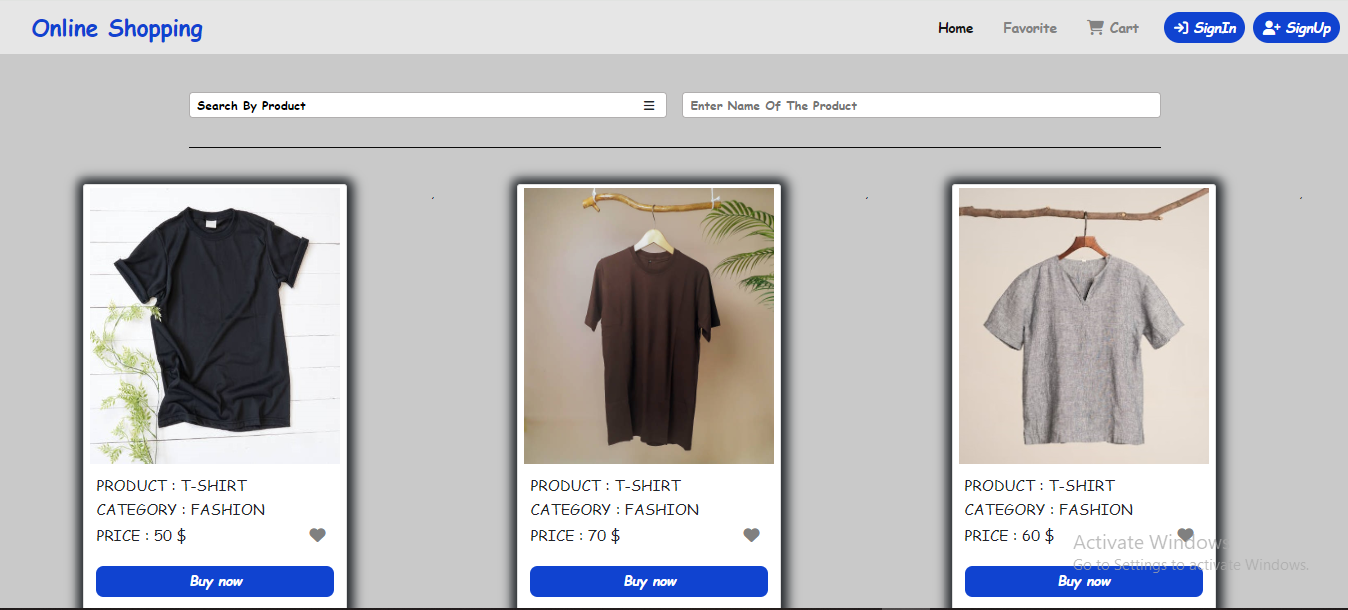 Online Shopping
Home
Favorite
Cart
SignIn
SignUp
Search By Product
Enter Name Of The Product
PRODUCT : T-SHIRT
CATEGORY : FASHION
PRICE : 50 $
Buy now
PRODUCT : T-SHIRT
CATEGORY : FASHION
PRICE : 70 $
Buy now
PRODUCT : T-SHIRT
CATEGORY : FASHION
PRICE : 60 $
Buy now
Activate Windows
Go to Settings to activate Windows.